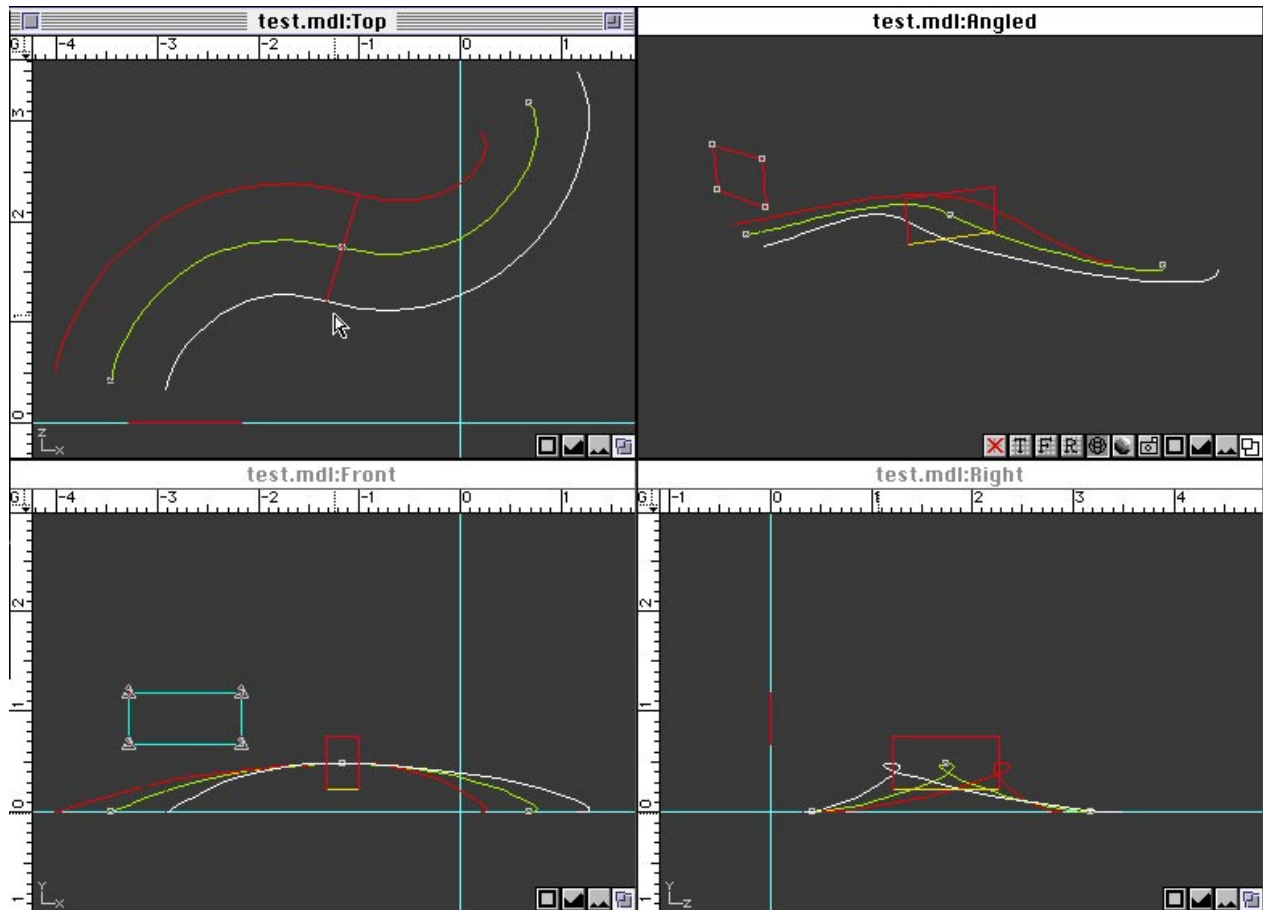 test.mdl:Top
test.mdl:Angled
G -4 -3 -2 -1 0 1
3
2
1
0
Z
X
T F R
test.mdl:Front
test.mdl:Right
G -4 -3 -2 -1 0 1
G -1 0 1 2 3 4
2
1
0
1
Y
X
2
1
0
1
Y
Z